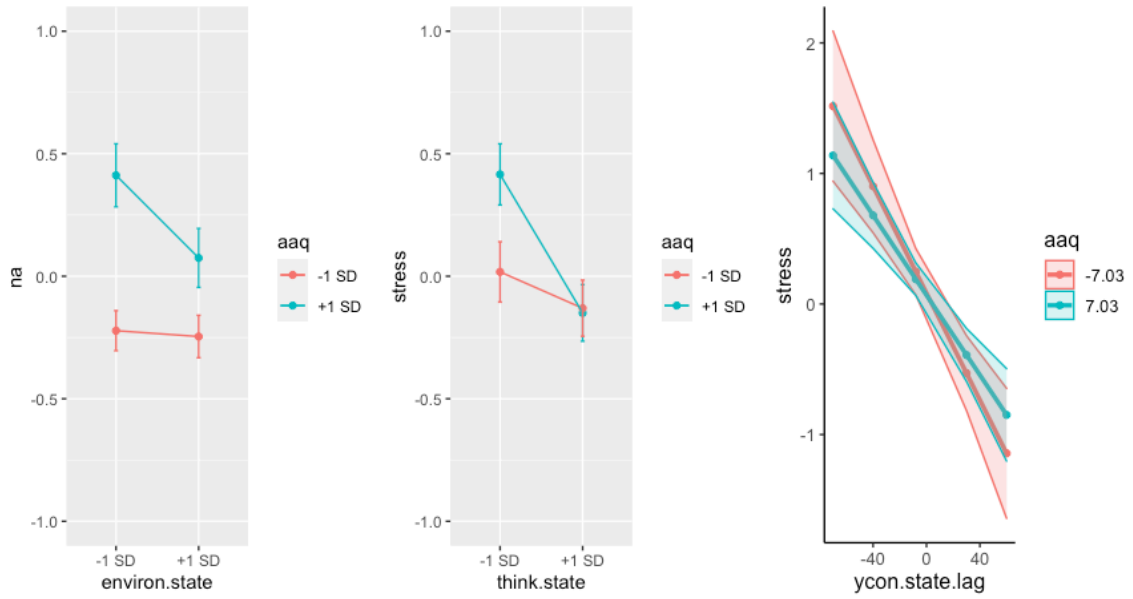 1.0
0.5
0.0
-0.5
-1.0
na
-1 SD
+1 SD
environ.state
aaq
-1 SD
+1 SD
1.0
0.5
0.0
-0.5
-1.0
stress
-1 SD
+1 SD
think.state
aaq
-1 SD
+1 SD
2
1
0
-1
stress
-40
0
40
ycon.state.lag
aaq
-7.03
7.03